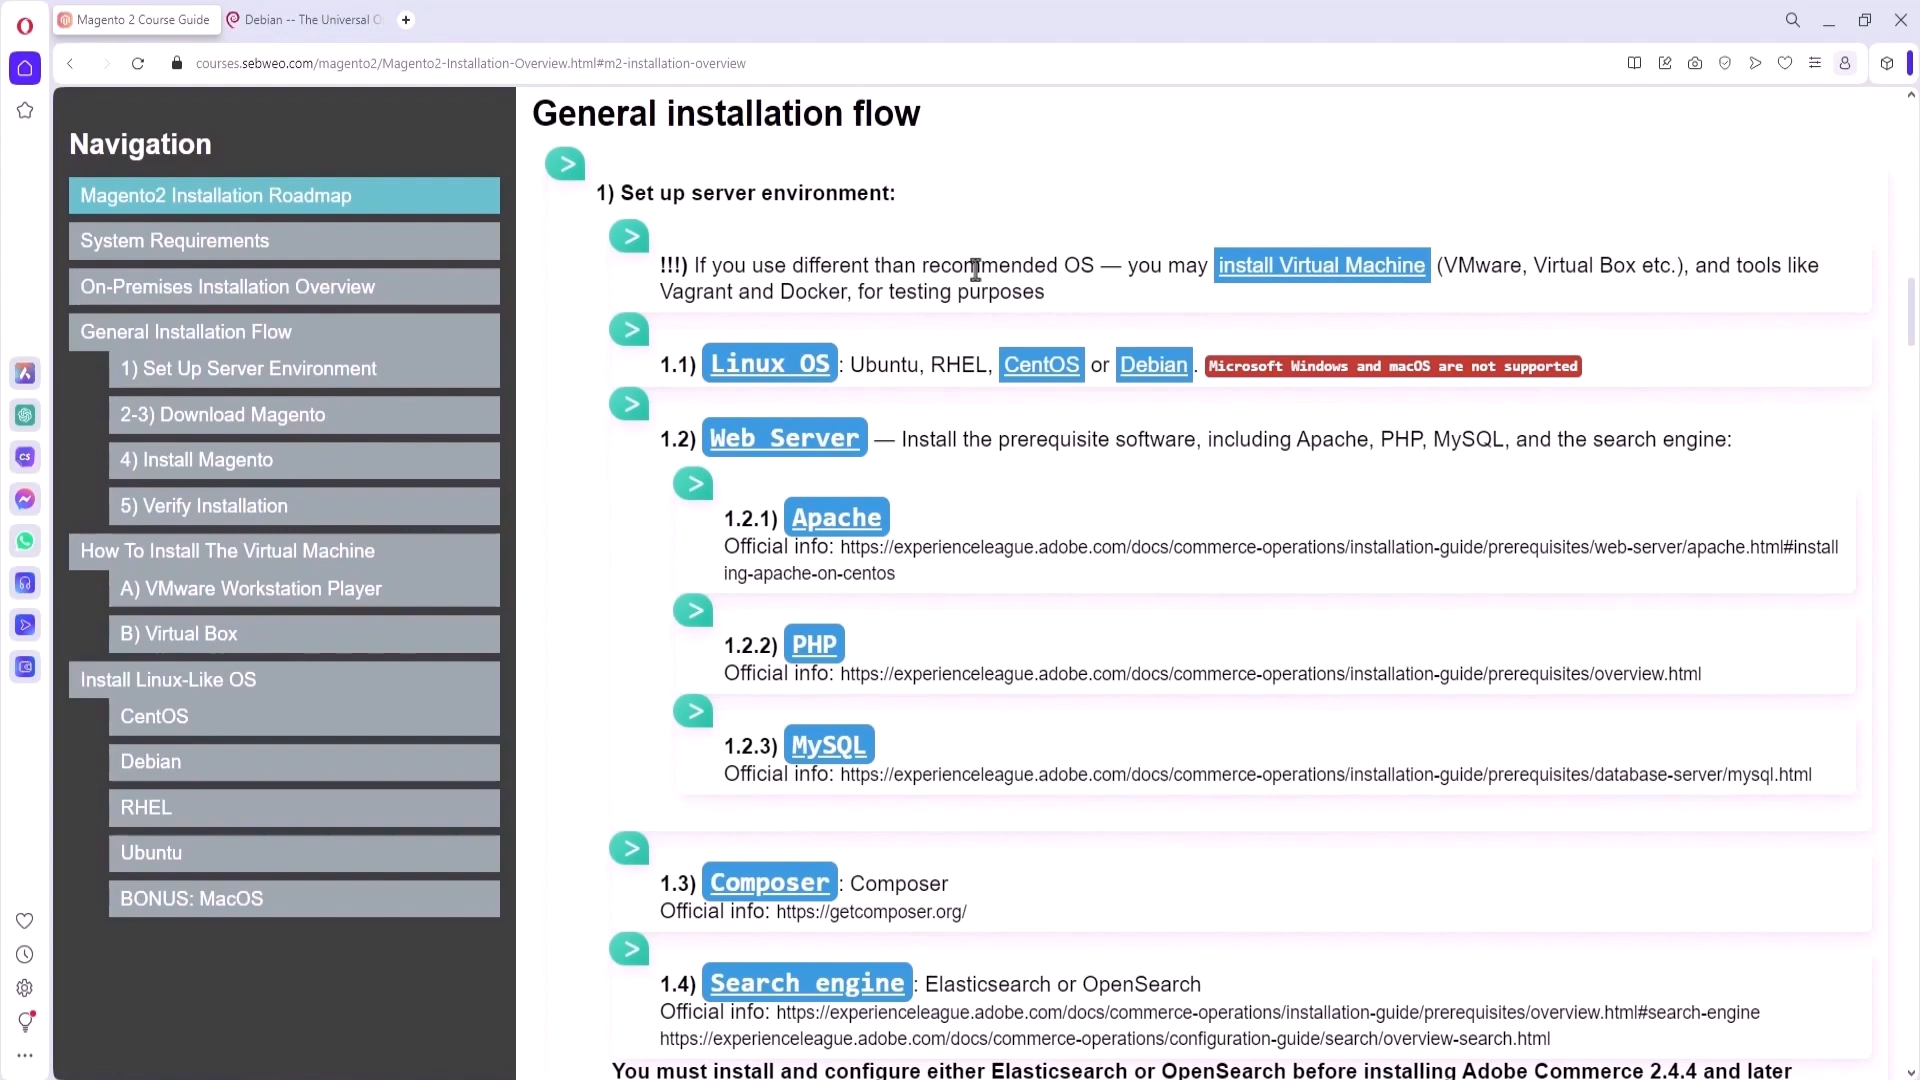 Magento 2 Course Guide
Debian -- The Universal O
courses.sebweo.com/magento2/Magento2-Installation-Overview.html#m2-installation-overview
Navigation
Magento2 Installation Roadmap
System Requirements
On-Premises Installation Overview
General Installation Flow
1) Set Up Server Environment
2-3) Download Magento
4) Install Magento
5) Verify Installation
How To Install The Virtual Machine
A) VMware Workstation Player
B) Virtual Box
Install Linux-Like OS
CentOS
Debian
RHEL
Ubuntu
BONUS: MacOS
General installation flow
1) Set up server environment:
!!!) If you use different than recommended OS — you may install Virtual Machine (VMware, Virtual Box etc.), and tools like
Vagrant and Docker, for testing purposes
1.1) Linux OS: Ubuntu, RHEL, CentOS or Debian. Microsoft Windows and macOS are not supported
1.2) Web Server — Install the prerequisite software, including Apache, PHP, MySQL, and the search engine:
1.2.1) Apache
Official info: https://experienceleague.adobe.com/docs/commerce-operations/installation-guide/prerequisites/web-server/apache.html#install
ing-apache-on-centos
1.2.2) PHP
Official info: https://experienceleague.adobe.com/docs/commerce-operations/installation-guide/prerequisites/overview.html
1.2.3) MySQL
Official info: https://experienceleague.adobe.com/docs/commerce-operations/installation-guide/prerequisites/database-server/mysql.html
1.3) Composer: Composer
Official info: https://getcomposer.org/
1.4) Search engine: Elasticsearch or OpenSearch
Official info: https://experienceleague.adobe.com/docs/commerce-operations/installation-guide/prerequisites/overview.html#search-engine
https://experienceleague.adobe.com/docs/commerce-operations/configuration-guide/search/overview-search.html
You must install and configure either Elasticsearch or OpenSearch before installing Adobe Commerce 2.4.4 and later